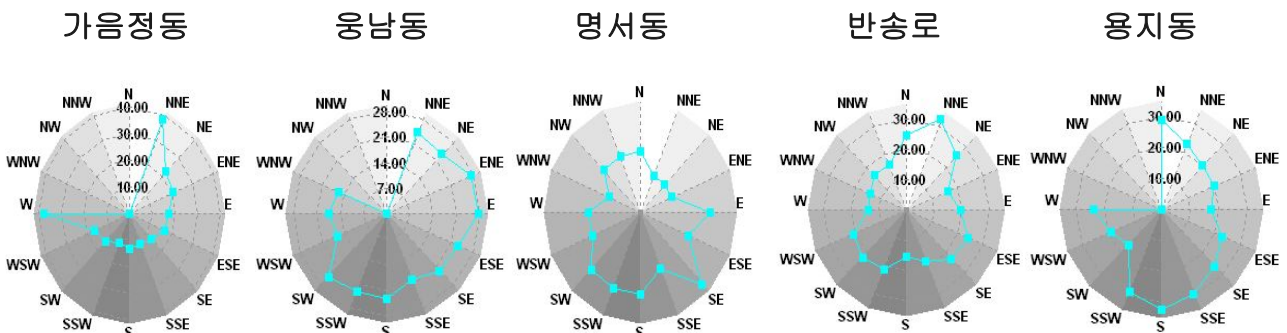 가음정동 웅남동 명서동 반송로 용지동
N N N N N
NNW NNE NNW NNE NNW NNE NNW NNE NNW NNE
40.00 28.00 30.00 30.00
NW NE NW NE NW NE NW NE NW NE
30.00 21.00 20.00 20.00
WNW ENE WNW ENE WNW ENE WNW ENE WNW ENE
20.00 14.00 10.00 10.00
10.00 7.00
W E W E W E W E W E
WSW ESE WSW ESE WSW ESE WSW ESE WSW ESE
SW SE SW SE SW SE SW SE SW SE
SSW SSE SSW SSE SSW SSE SSW SSE SSW SSE
S S S S S